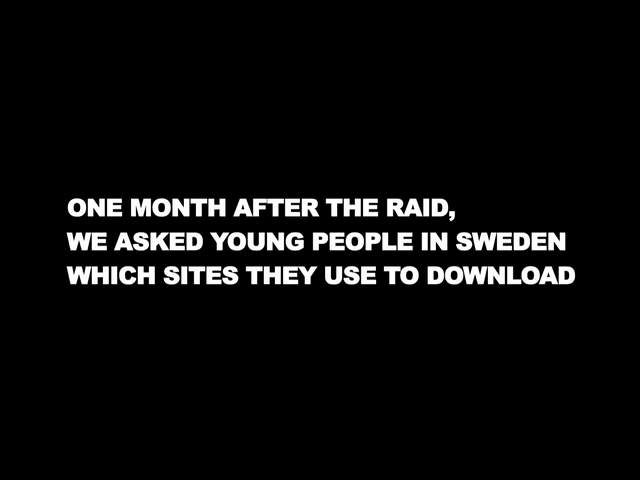 ONE MONTH AFTER THE RAID,
WE ASKED YOUNG PEOPLE IN SWEDEN
WHICH SITES THEY USE TO DOWNLOAD